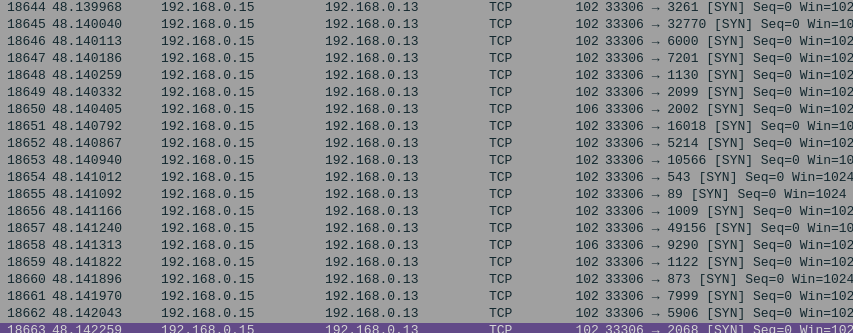 18644 48.139968 192.168.0.15 192.168.0.13 TCP 102 33306 → 3261 [SYN] Seq=0 Win=102
18645 48.140040 192.168.0.15 192.168.0.13 TCP 102 33306 → 32770 [SYN] Seq=0 Win=10
18646 48.140113 192.168.0.15 192.168.0.13 TCP 102 33306 → 6000 [SYN] Seq=0 Win=102
18647 48.140186 192.168.0.15 192.168.0.13 TCP 102 33306 → 7201 [SYN] Seq=0 Win=102
18648 48.140259 192.168.0.15 192.168.0.13 TCP 102 33306 → 1130 [SYN] Seq=0 Win=102
18649 48.140332 192.168.0.15 192.168.0.13 TCP 102 33306 → 2099 [SYN] Seq=0 Win=102
18650 48.140405 192.168.0.15 192.168.0.13 TCP 106 33306 → 2002 [SYN] Seq=0 Win=102
18651 48.140792 192.168.0.15 192.168.0.13 TCP 102 33306 → 16018 [SYN] Seq=0 Win=10
18652 48.140867 192.168.0.15 192.168.0.13 TCP 102 33306 → 5214 [SYN] Seq=0 Win=102
18653 48.140940 192.168.0.15 192.168.0.13 TCP 102 33306 → 10566 [SYN] Seq=0 Win=10
18654 48.141012 192.168.0.15 192.168.0.13 TCP 102 33306 → 543 [SYN] Seq=0 Win=1024
18655 48.141092 192.168.0.15 192.168.0.13 TCP 102 33306 → 89 [SYN] Seq=0 Win=1024
18656 48.141166 192.168.0.15 192.168.0.13 TCP 102 33306 → 1009 [SYN] Seq=0 Win=102
18657 48.141240 192.168.0.15 192.168.0.13 TCP 102 33306 → 49156 [SYN] Seq=0 Win=10
18658 48.141313 192.168.0.15 192.168.0.13 TCP 106 33306 → 9290 [SYN] Seq=0 Win=102
18659 48.141822 192.168.0.15 192.168.0.13 TCP 102 33306 → 1122 [SYN] Seq=0 Win=102
18660 48.141896 192.168.0.15 192.168.0.13 TCP 102 33306 → 873 [SYN] Seq=0 Win=1024
18661 48.141970 192.168.0.15 192.168.0.13 TCP 102 33306 → 7999 [SYN] Seq=0 Win=102
18662 48.142043 192.168.0.15 192.168.0.13 TCP 102 33306 → 5906 [SYN] Seq=0 Win=102
18663 48.142259 192.168.0.15 192.168.0.13 TCP 102 33306 → 2068 [SYN] Seq=0 Win=102